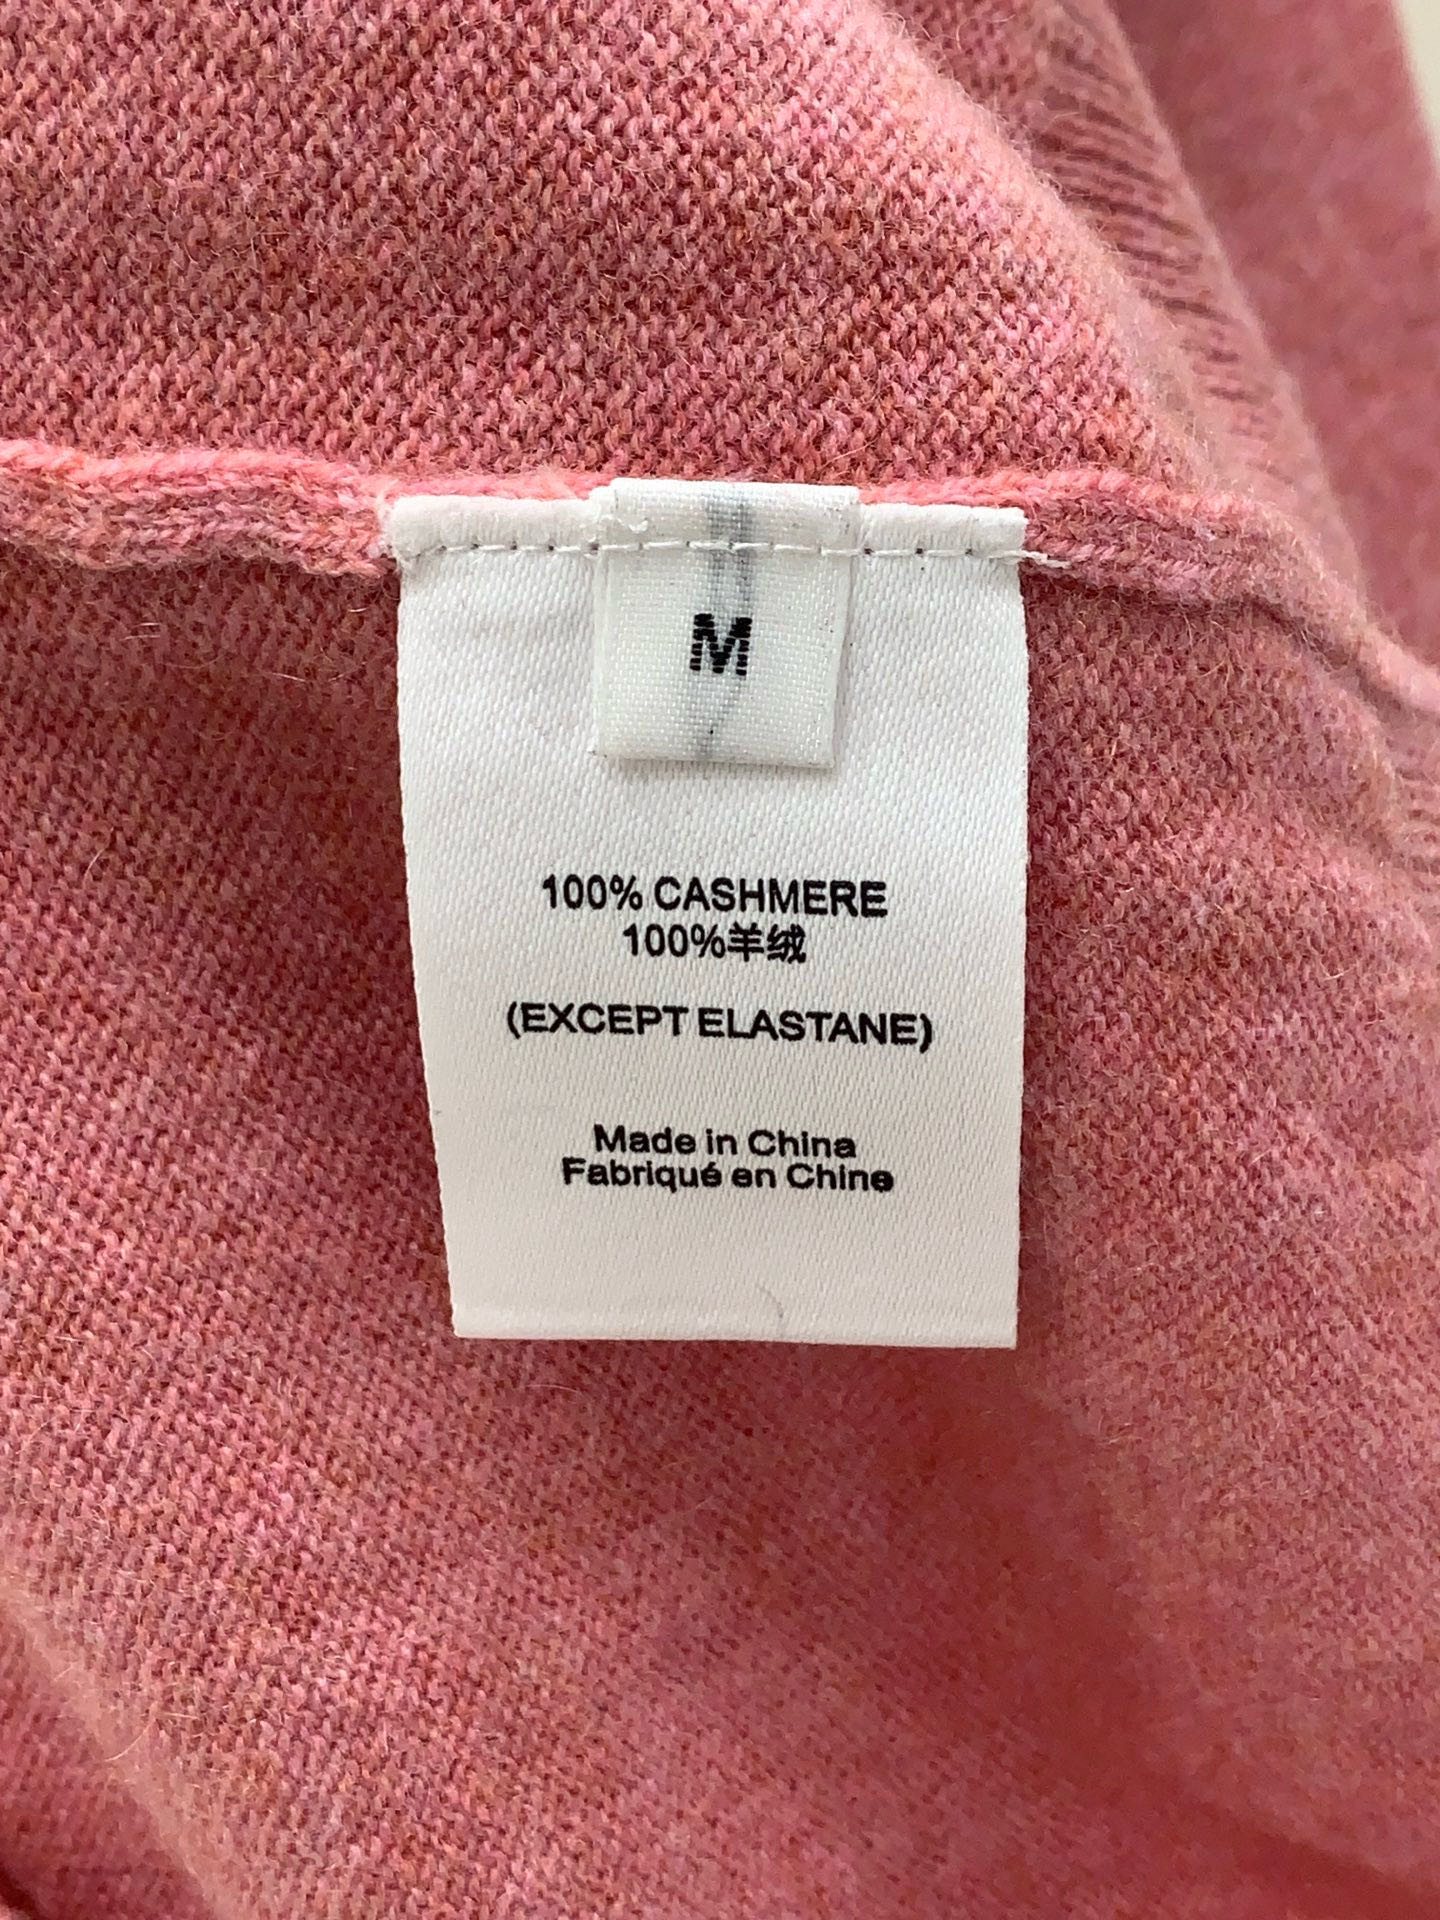 M
100% CASHMERE
100%羊绒
(EXCEPT ELASTANE)
Made in China
Fabriqué en Chine